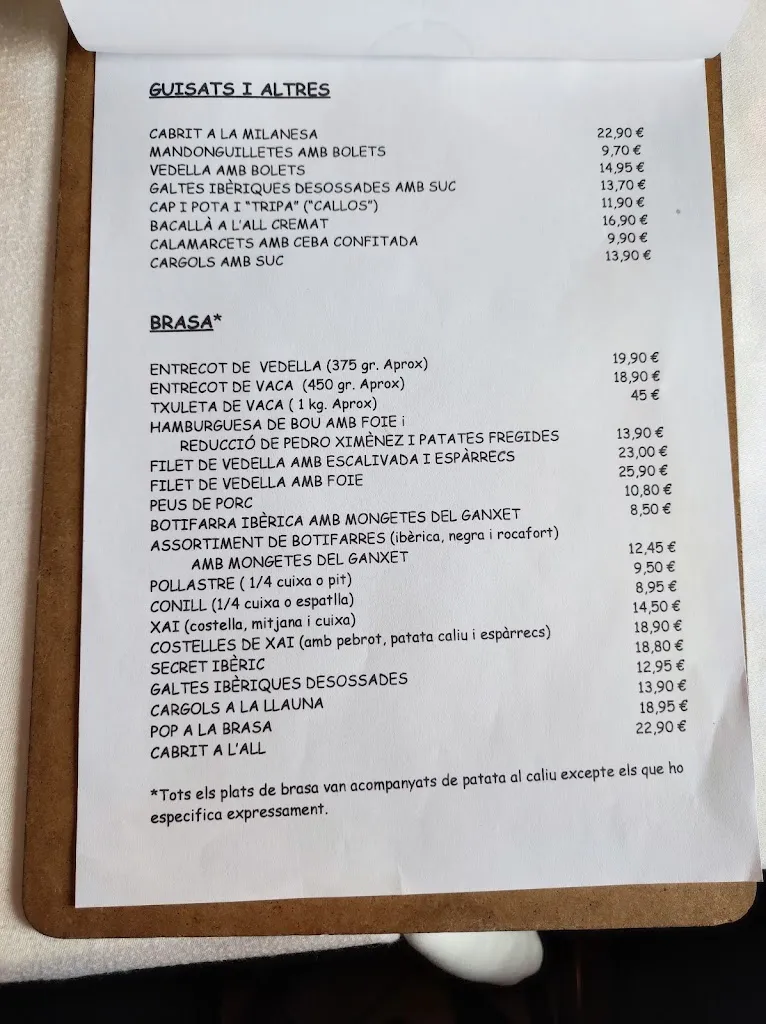 GUISATS I ALTRES
CABRIT A LA MILANESA 22,90 €
MANDONGUILLETES AMB BOLETS 9,70 €
VEDELLA AMB BOLETS 14,95 €
GALTES IBÈRIQUES DESOSSADES AMB SUC 13,70 €
CAP I POTA I "TRIPA" ("CALLOS") 11,90 €
BACALLÀ A L'ALL CREMAT 16,90 €
CALAMARCETS AMB CEBA CONFITADA 9,90 €
CARGOLS AMB SUC 13,90 €
BRASA*
ENTRECOT DE VEDELLA (375 gr. Aprox) 19,90 €
ENTRECOT DE VACA (450 gr. Aprox) 18,90 €
TXULETA DE VACA ( 1 kg. Aprox) 45 €
HAMBURGUESA DE BOU AMB FOIE i
REDUCCIÓ DE PEDRO XIMÈNEZ I PATATES FREGIDES 13,90 €
FILET DE VEDELLA AMB ESCALIVADA I ESPÀRRECS 23,00 €
FILET DE VEDELLA AMB FOIE 25,90 €
PEUS DE PORC 10,80 €
BOTIFARRA IBÈRICA AMB MONGETES DEL GANXET 8,50 €
ASSORTIMENT DE BOTIFARRES (ibèrica, negra i rocafort)
AMB MONGETES DEL GANXET 12,45 €
POLLASTRE ( 1/4 cuixa o pit) 9,50 €
CONILL (1/4 cuixa o espatlla) 8,95 €
XAI (costella, mitjana i cuixa) 14,50 €
COSTELLES DE XAI (amb pebrot, patata caliu i espàrrecs) 18,90 €
SECRET IBÈRIC 18,80 €
GALTES IBÈRIQUES DESOSSADES 12,95 €
CARGOLS A LA LLAUNA 13,90 €
POP A LA BRASA 18,95 €
CABRIT A L'ALL 22,90 €
*Tots els plats de brasa van acompanyats de patata al caliu excepte els que ho
especifica expressament.